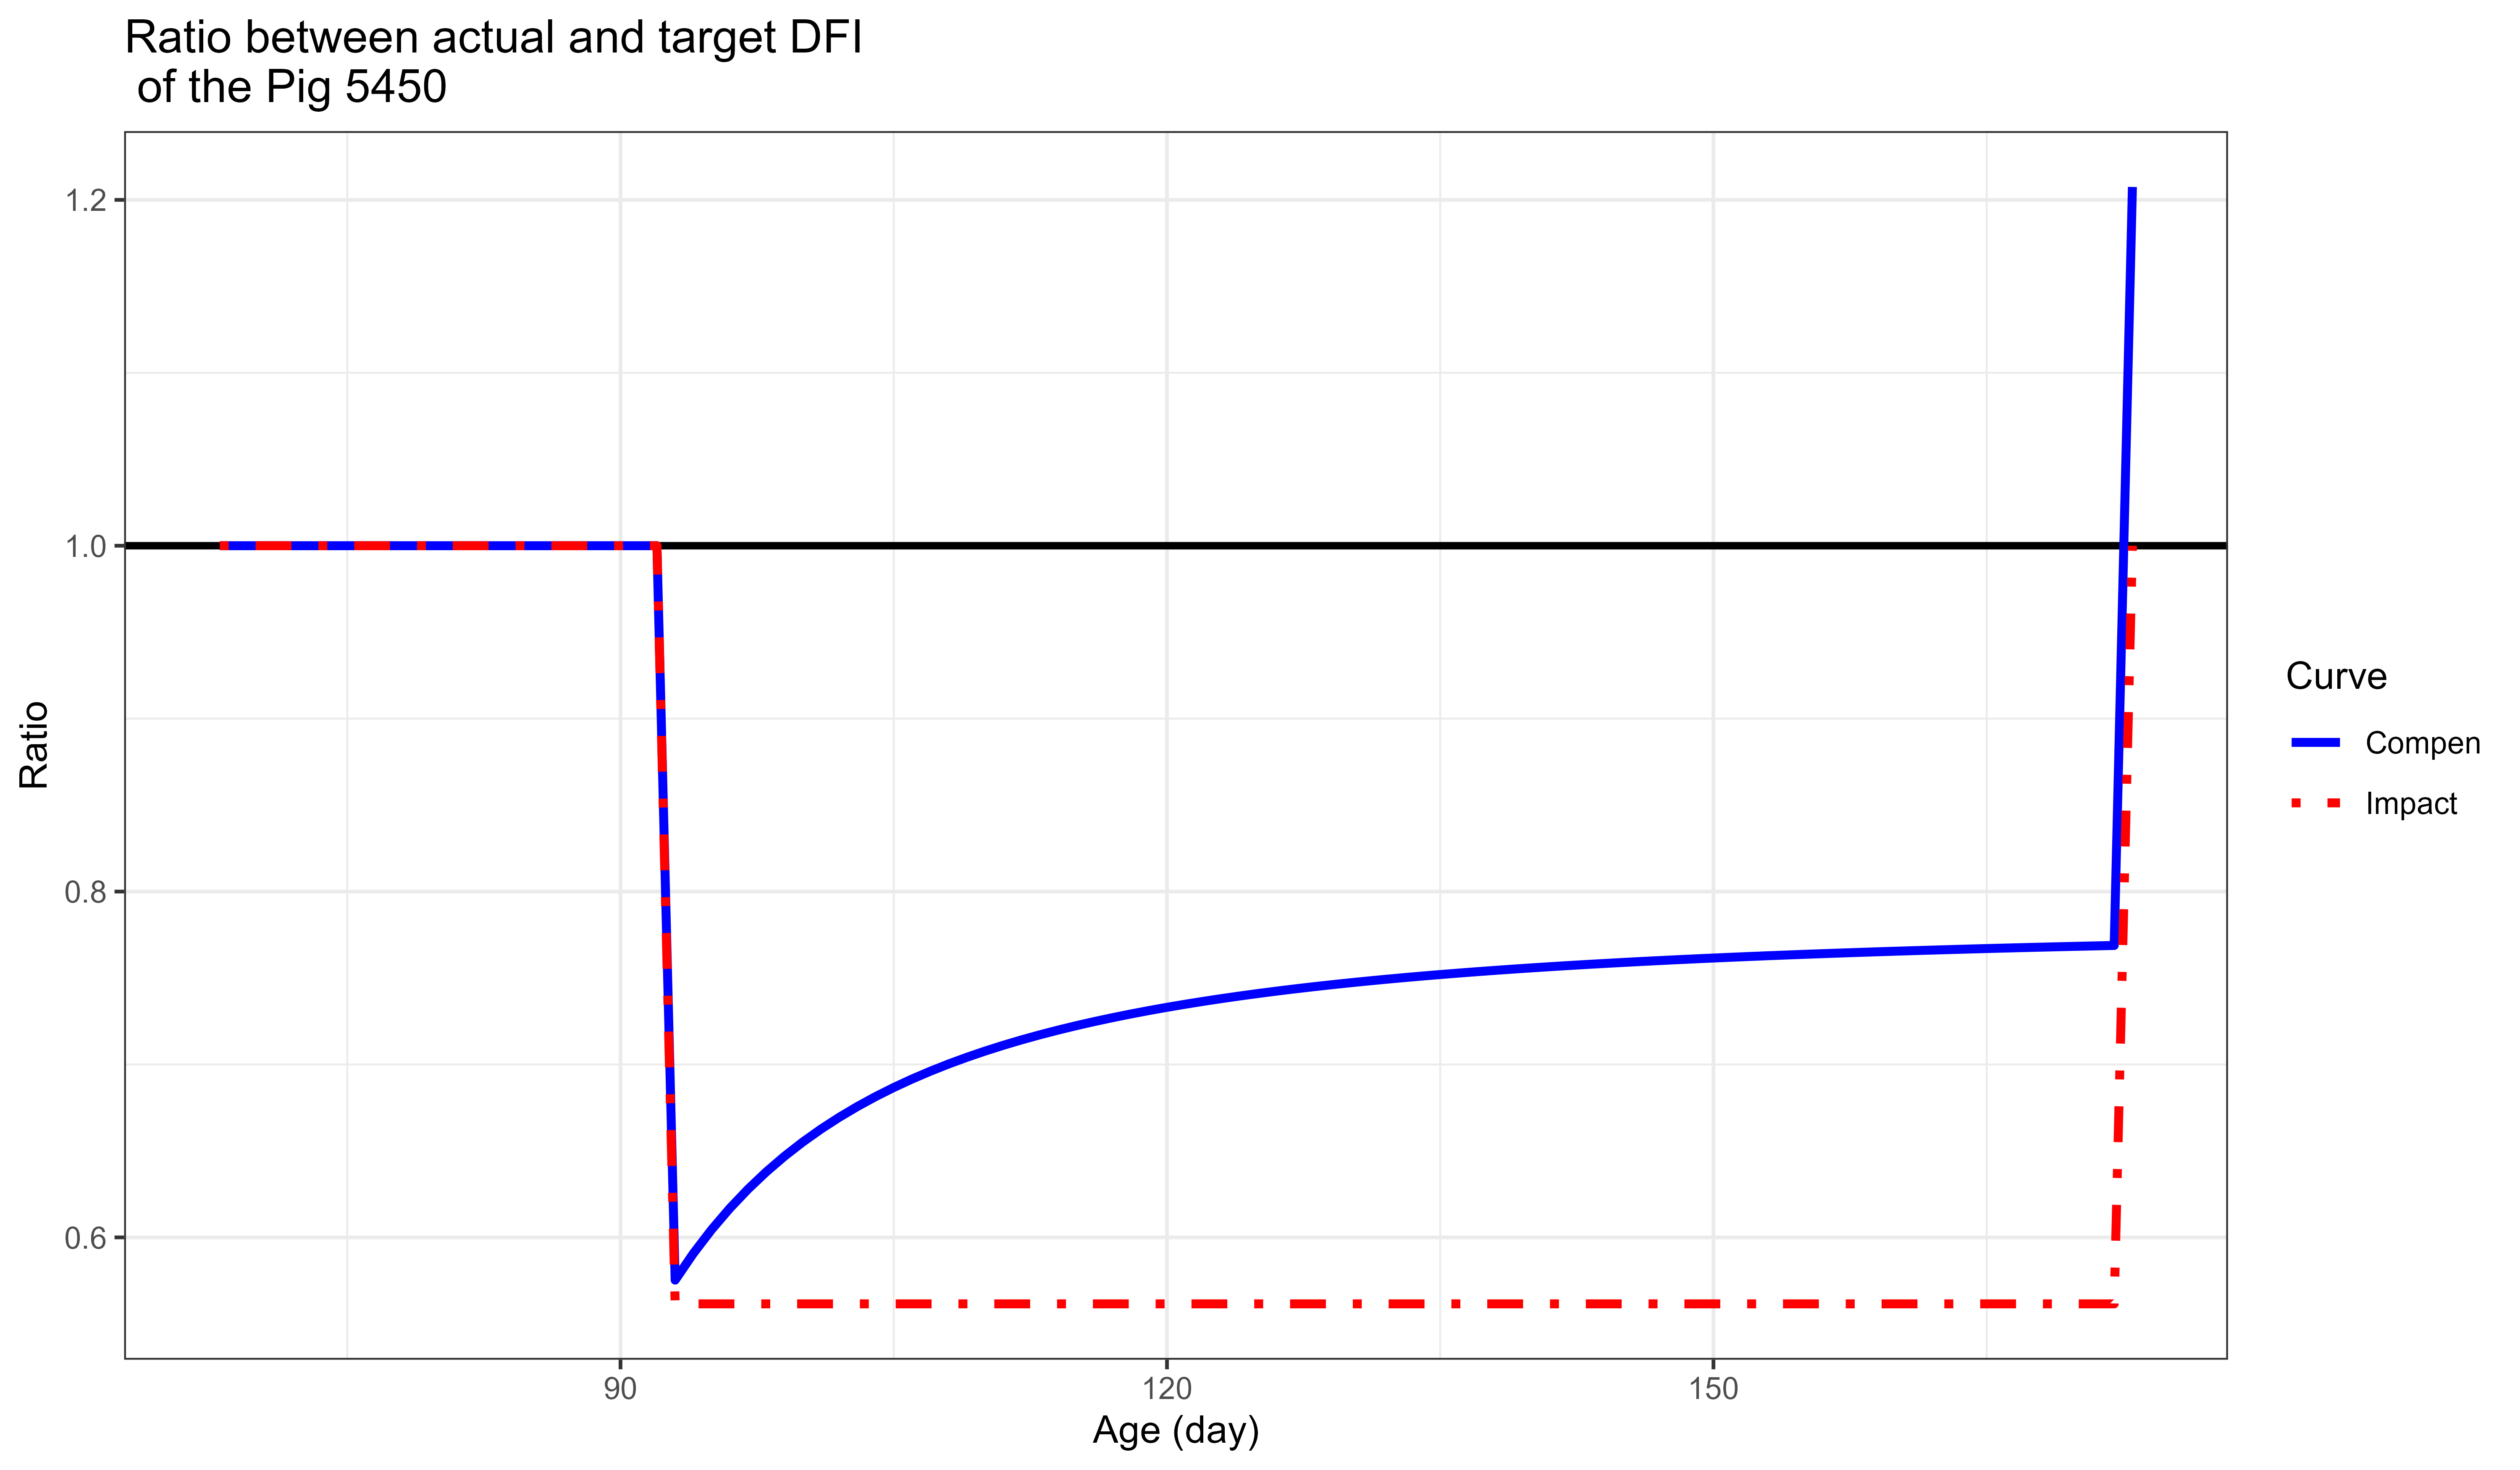 Ratio between actual and target DFI
of the Pig 5450
1.2
1.0
0.8
0.6
Ratio
90
120
150
Age (day)
Curve
Compen
Impact